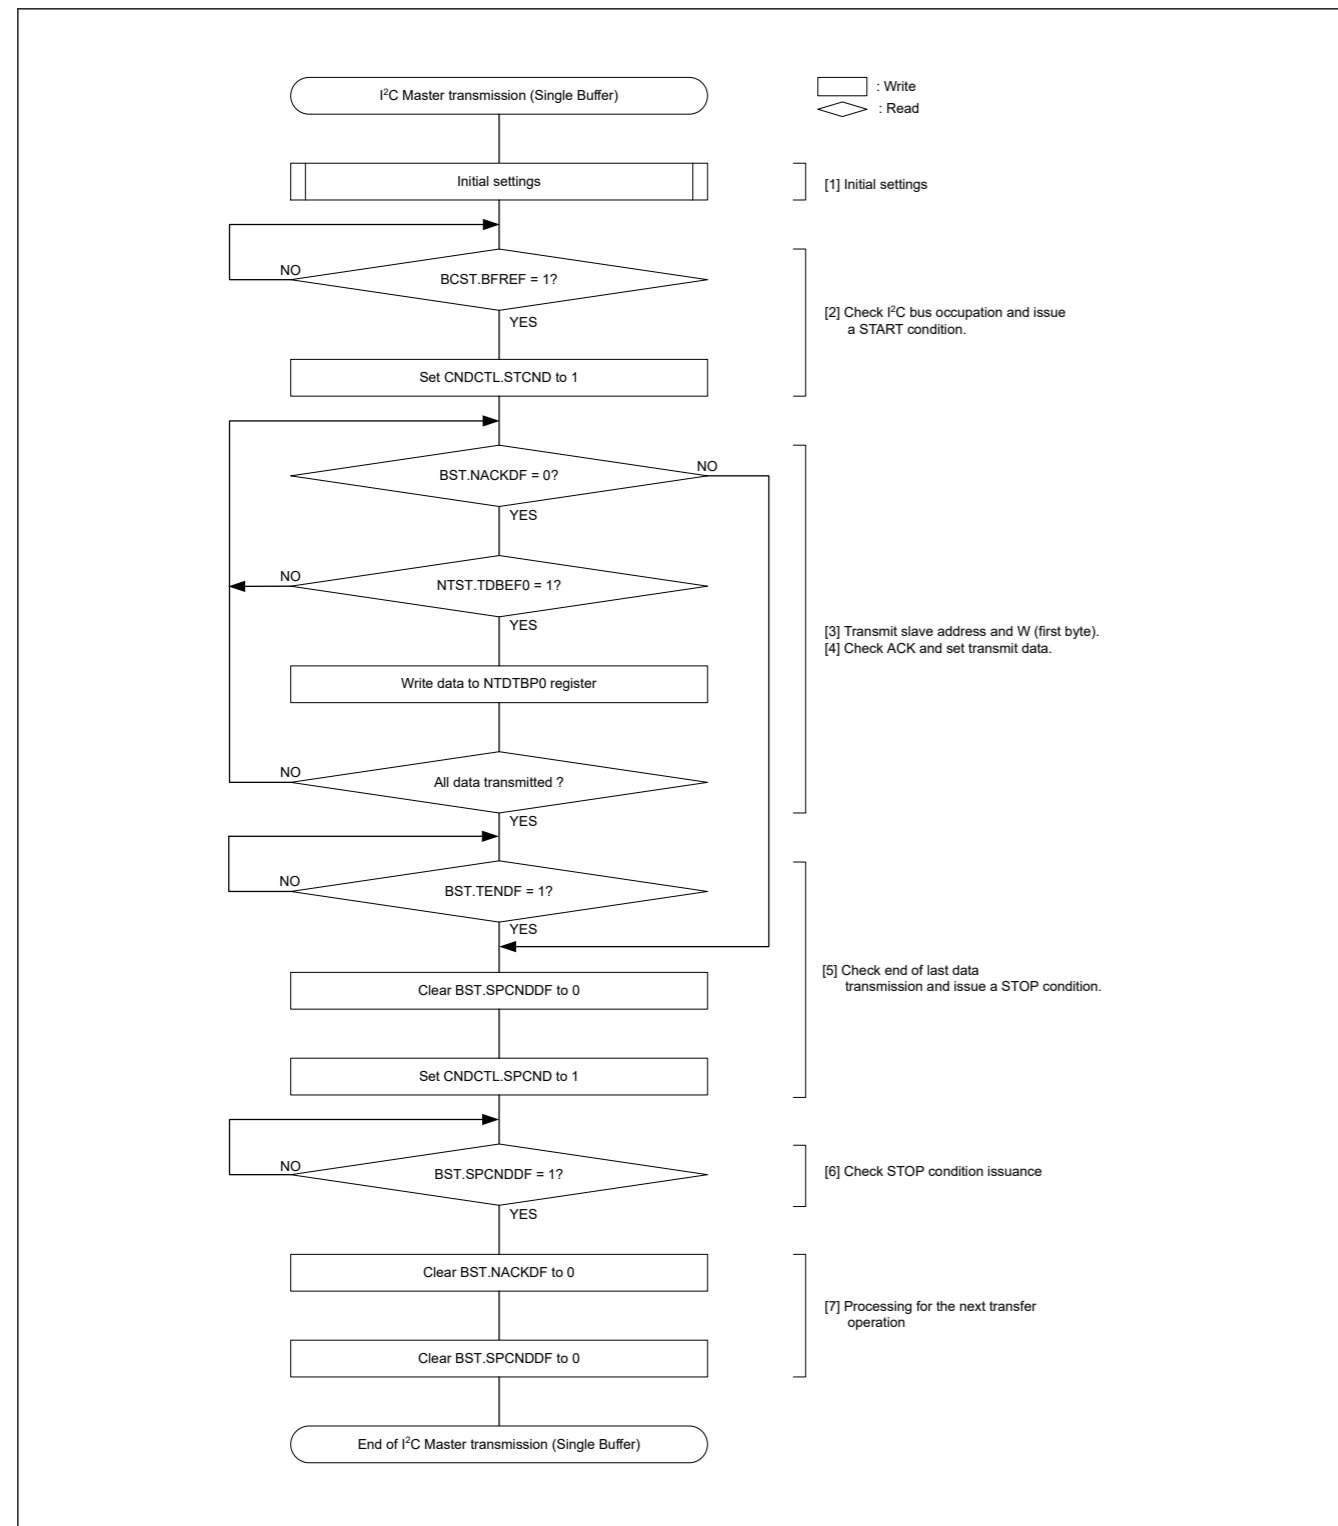 I²C Master transmission (Single Buffer)
: Write
: Read
Initial settings
[1] Initial settings
NO
BCST.BFREF = 1?
YES
[2] Check I²C bus occupation and issue
a START condition.
Set CNDCTL.STCND to 1
BST.NACKDF = 0?
NO
YES
NO
NTST.TDBEF0 = 1?
YES
[3] Transmit slave address and W (first byte).
[4] Check ACK and set transmit data.
Write data to NTDTBP0 register
NO
All data transmitted ?
YES
NO
BST.TENDF = 1?
YES
[5] Check end of last data
transmission and issue a STOP condition.
Clear BST.SPCNDDF to 0
Set CNDCTL.SPCND to 1
NO
BST.SPCNDDF = 1?
YES
[6] Check STOP condition issuance
Clear BST.NACKDF to 0
[7] Processing for the next transfer
operation
Clear BST.SPCNDDF to 0
End of I²C Master transmission (Single Buffer)